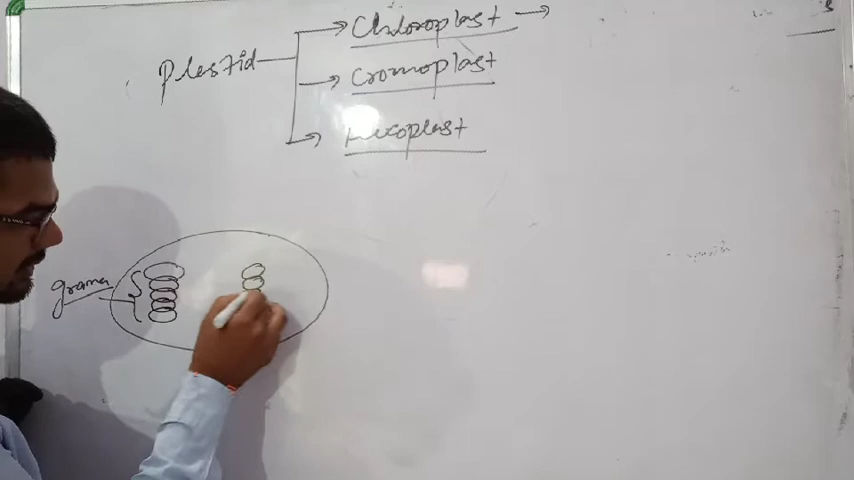 Chloroplast →
Plastid
Cromoplast
Leucoplast
grana